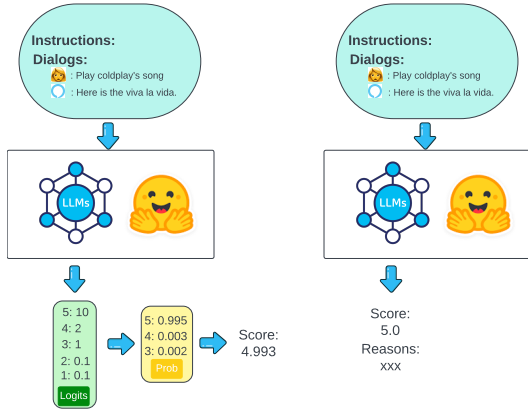 Instructions:
Dialogs:
: Play coldplay's song
: Here is the viva la vida.
LLMs
5: 10
4: 2
3: 1
2: 0.1
1: 0.1
Logits
5: 0.995
4: 0.003
3: 0.002
Prob
Score:
4.993
Instructions:
Dialogs:
: Play coldplay's song
: Here is the viva la vida.
LLMs
Score:
5.0
Reasons:
xxx